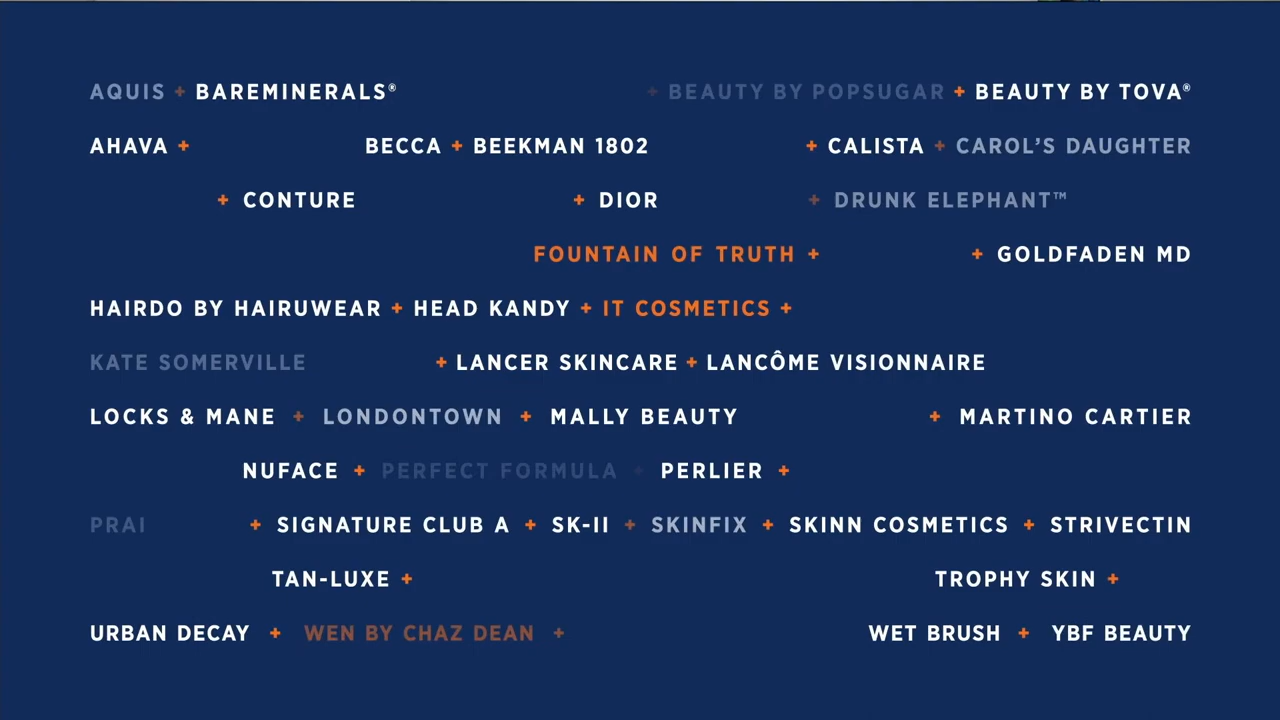 AQUIS + BAREMINERALS® + BEAUTY BY POPSUGAR + BEAUTY BY TOVA®
AHAVA + BECCA + BEEKMAN 1802 + CALISTA + CAROL'S DAUGHTER
+ CONTURE + DIOR + DRUNK ELEPHANT™
FOUNTAIN OF TRUTH + + GOLDFADEN MD
HAIRDO BY HAIRUWEAR + HEAD KANDY + IT COSMETICS +
KATE SOMERVILLE + LANCER SKINCARE + LANCÔME VISIONNAIRE
LOCKS & MANE + LONDONTOWN + MALLY BEAUTY + MARTINO CARTIER
NUFACE + PERFECT FORMULA + PERLIER +
PRAI + SIGNATURE CLUB A + SK-II + SKINFIX + SKINN COSMETICS + STRIVECTIN
TAN-LUXE + TROPHY SKIN +
URBAN DECAY + WEN BY CHAZ DEAN + WET BRUSH + YBF BEAUTY